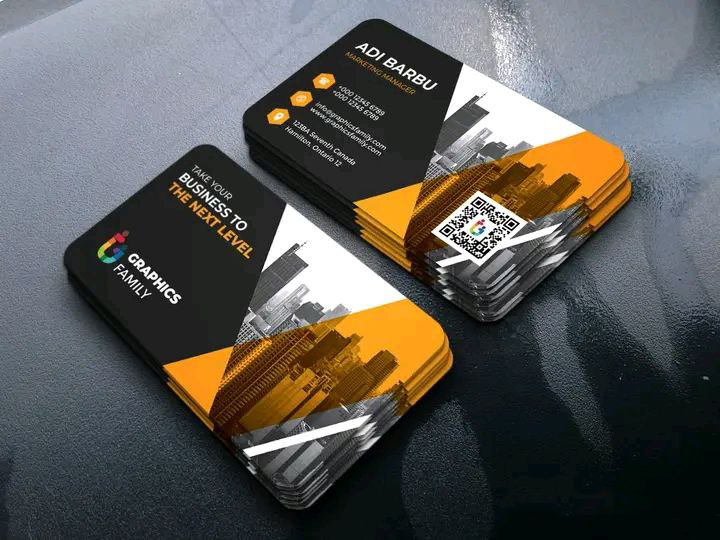 TAKE YOUR
BUSINESS TO
THE NEXT LEVEL
GRAPHICS
FAMILY
ADI BARBU
MARKETING MANAGER
+000 12345 6789
+000 12345 6789
info@graphicsfamily.com
www.graphicsfamily.com
123BA Seventh Canada
Hamilton, Ontario 12